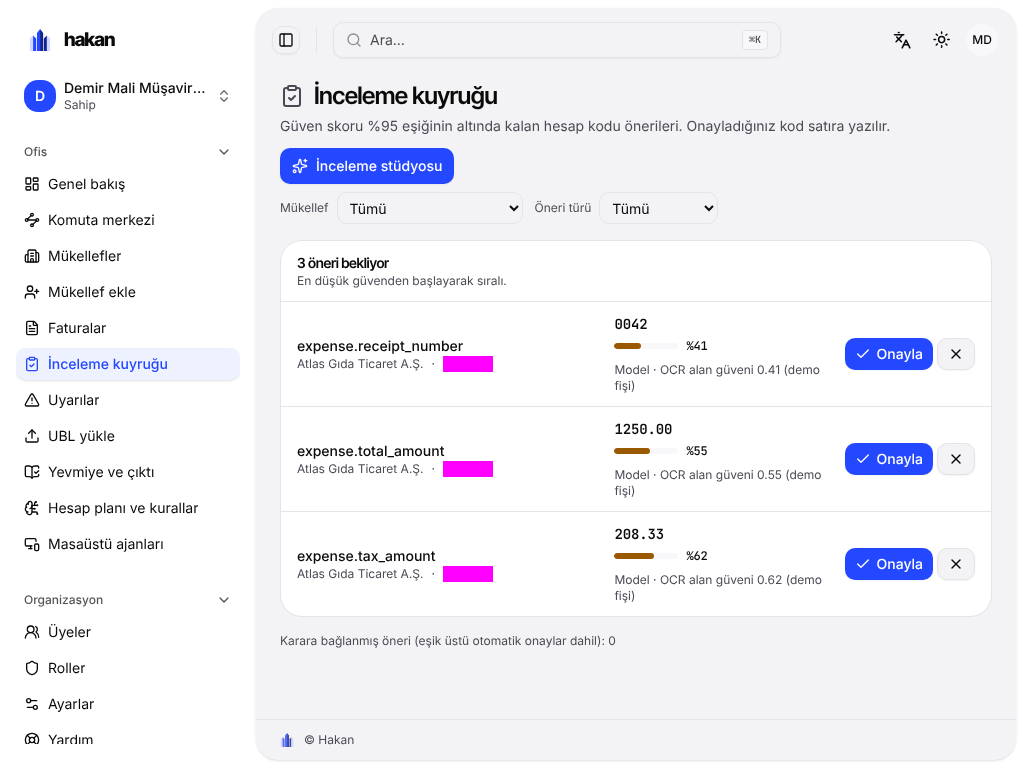 hakan
Demir Mali Müşavir...
Sahip
Ofis
Genel bakış
Komuta merkezi
Mükellefler
Mükellef ekle
Faturalar
İnceleme kuyruğu
Uyarılar
UBL yükle
Yevmiye ve çıktı
Hesap planı ve kurallar
Masaüstü ajanları
Organizasyon
Üyeler
Roller
Ayarlar
Yardım
Ara...
⌘K
MD
İnceleme kuyruğu
Güven skoru %95 eşiğinin altında kalan hesap kodu önerileri. Onayladığınız kod satıra yazılır.
İnceleme stüdyosu
Mükellef Tümü Öneri türü Tümü
3 öneri bekliyor
En düşük güvenden başlayarak sıralı.
expense.receipt_number
Atlas Gıda Ticaret A.Ş. ·
0042
%41
Model · OCR alan güveni 0.41 (demo
fişi)
Onayla
expense.total_amount
Atlas Gıda Ticaret A.Ş. ·
1250.00
%55
Model · OCR alan güveni 0.55 (demo
fişi)
Onayla
expense.tax_amount
Atlas Gıda Ticaret A.Ş. ·
208.33
%62
Model · OCR alan güveni 0.62 (demo
fişi)
Onayla
Karara bağlanmış öneri (eşik üstü otomatik onaylar dahil): 0
© Hakan